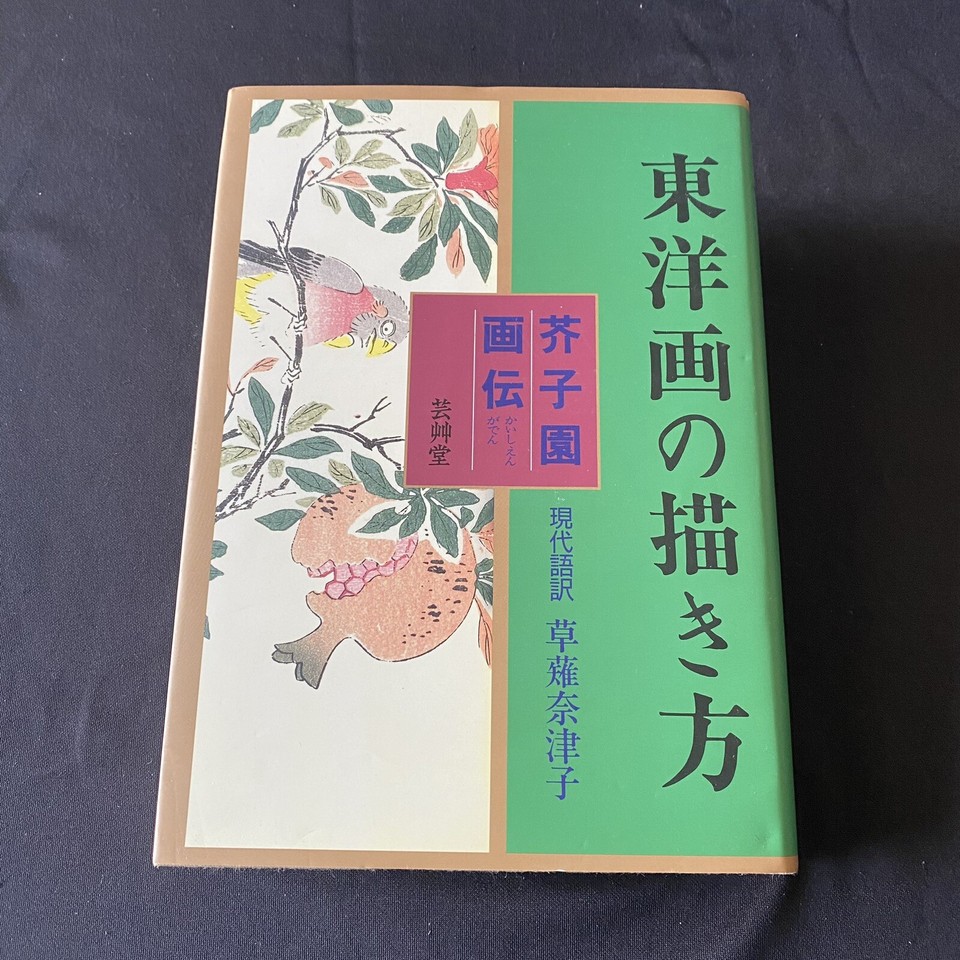 東洋画の描き方
芥子園
画伝
かいしえん
がでん
芸艸堂
現代語訳 草薙奈津子